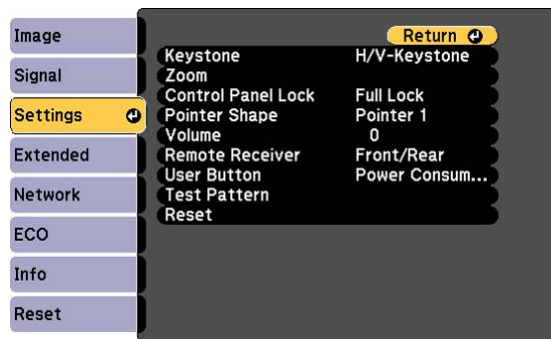 Image
Signal
Settings
Extended
Network
ECO
Info
Reset
Return
Keystone H/V-Keystone
Zoom
Control Panel Lock Full Lock
Pointer Shape Pointer 1
Volume 0
Remote Receiver Front/Rear
User Button Power Consum...
Test Pattern
Reset